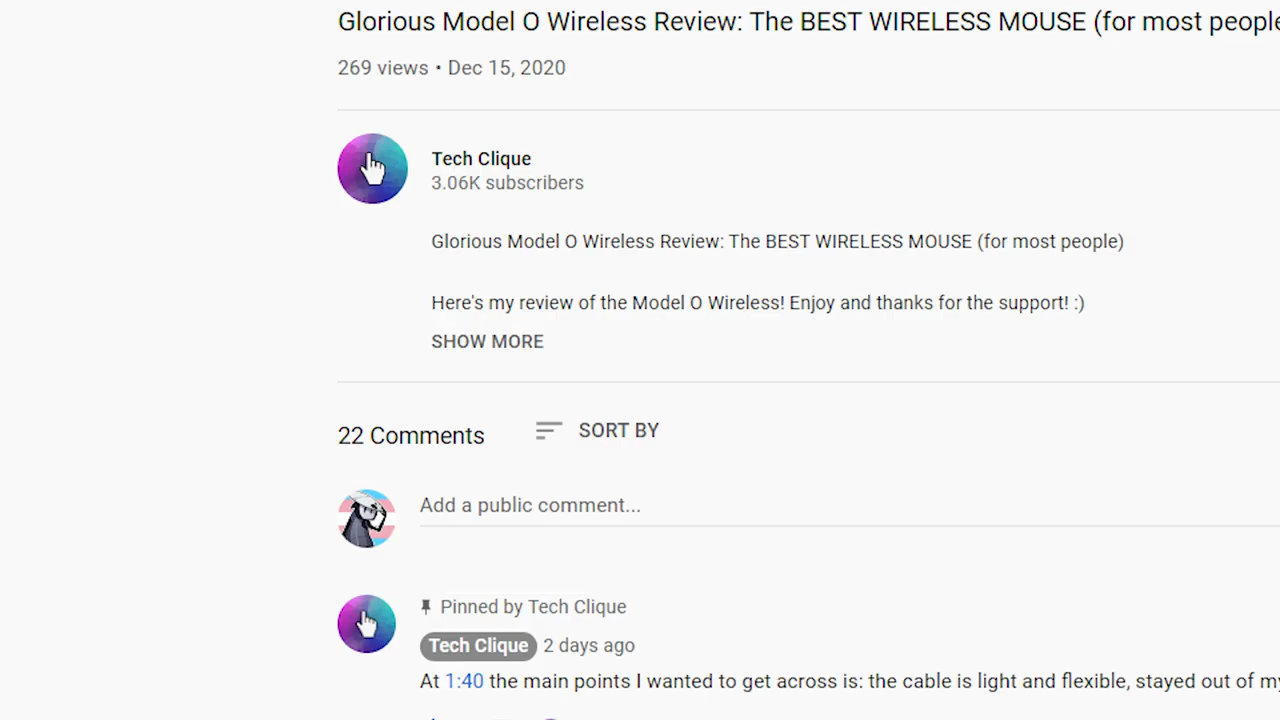 Glorious Model O Wireless Review: The BEST WIRELESS MOUSE (for most people
269 views • Dec 15, 2020
Tech Clique
3.06K subscribers
Glorious Model O Wireless Review: The BEST WIRELESS MOUSE (for most people)
Here's my review of the Model O Wireless! Enjoy and thanks for the support! :)
SHOW MORE
22 Comments
SORT BY
Add a public comment...
Pinned by Tech Clique
Tech Clique 2 days ago
At 1:40 the main points I wanted to get across is: the cable is light and flexible, stayed out of my